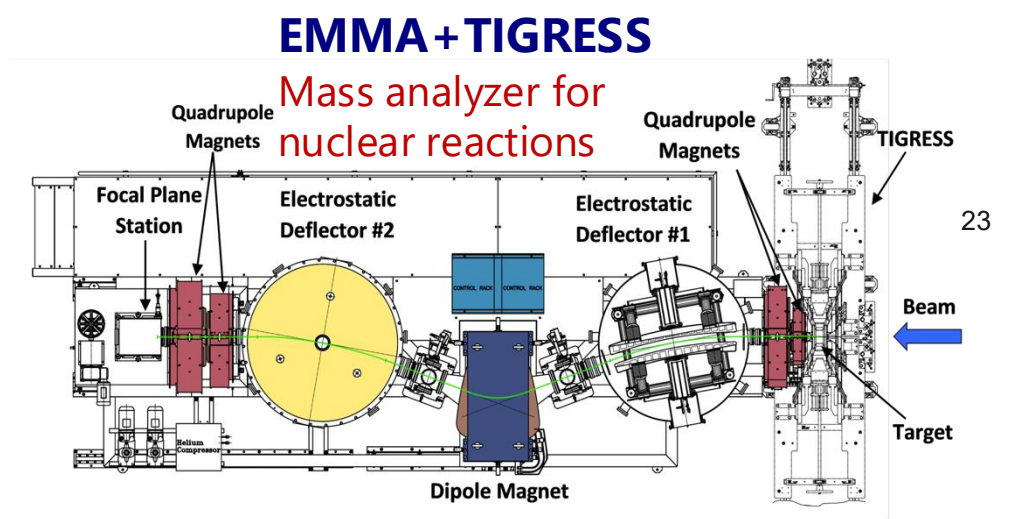 EMMA+TIGRESS
Mass analyzer for
nuclear reactions
Quadrupole
Magnets
Quadrupole
Magnets
TIGRESS
Focal Plane
Station
Electrostatic
Deflector #2
Electrostatic
Deflector #1
23
CONTROL RACK
CONTROL RACK
Beam
Target
Helium
Compressor
Dipole Magnet